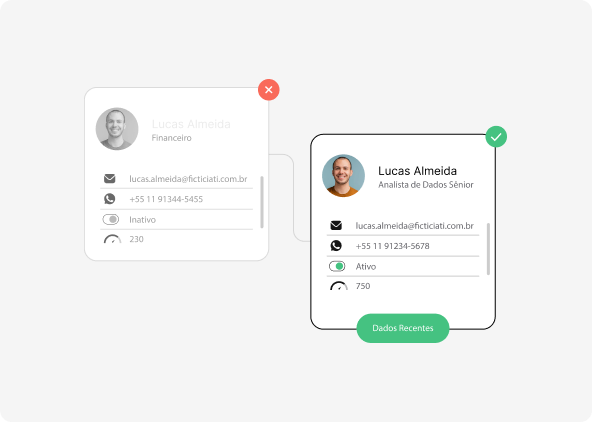 Lucas Almeida
Financeiro
lucas.almeida@ficticiati.com.br
+55 11 91344-5455
Inativo
230
Lucas Almeida
Analista de Dados Sênior
lucas.almeida@ficticiati.com.br
+55 11 91234-5678
Ativo
750
Dados Recentes